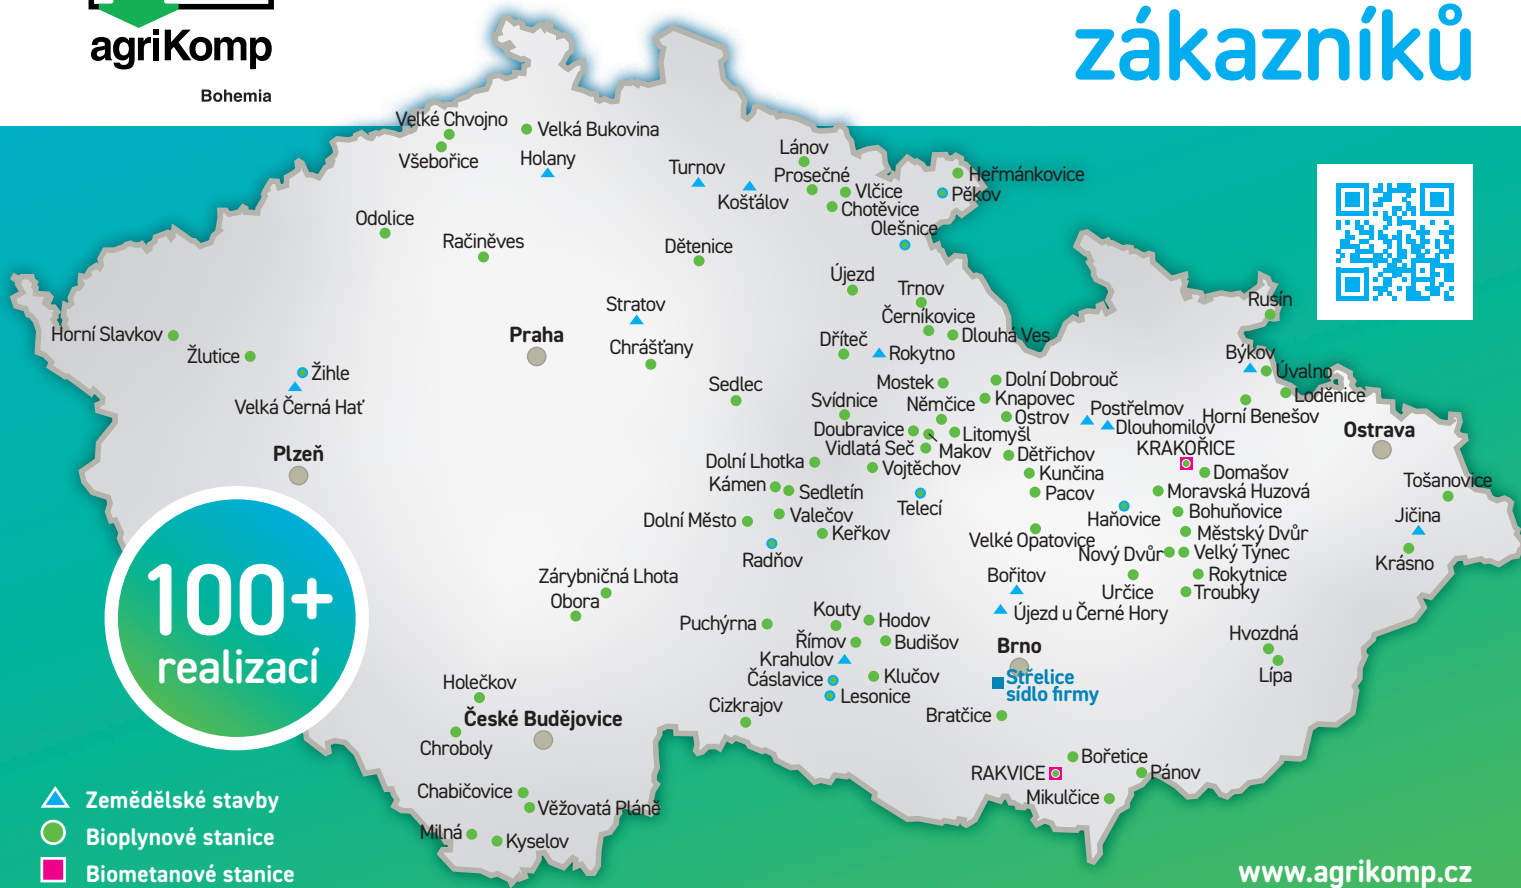 agriKomp
Bohemia
zákazníků
Velké Chvojno
Velká Bukovina
Všebořice
Holany
Turnov
Košťálov
Lánov
Prosečné
Vlčice
Chotěvice
Heřmánkovice
Pěkov
Olešnice
Odolice
Račiněves
Dětenice
Újezd
Trnov
Černíkovice
Dlouhá Ves
Rusín
Stratov
Horní Slavkov
Praha
Chrášťany
Dříteč
Rokytno
Žlutice
Žihle
Velká Černá Hať
Býkov
Úvalno
Loděnice
Horní Benešov
Sedlec
Mostek
Dolní Dobrouč
Svídnice
Němčice
Knapovec
Ostrov
Postřelmov
Dlouhomilov
Ostrava
Doubravice
Litomyšl
Vidlatá Seč
Makov
KRAKOŘICE
Plzeň
Dolní Lhotka
Vojtěchov
Dětřichov
Kunčina
Domašov
Tošanovice
Kámen
Sedletín
Pacov
Moravská Huzová
Telecí
Haňovice
Bohuňovice
Jičina
Dolní Město
Valečov
Keřkov
Velké Opatovice
Městský Dvůr
Nový Dvůr
Velký Týnec
Krásno
Radňov
Bořitov
Rokytnice
Zárybničná Lhota
Obora
Určice
Troubky
Újezd u Černé Hory
Puchýrna
Kouty
Hodov
Římov
Budišov
Hvozdná
Brno
Krahulov
Čáslavice
Klučov
Lesonice
Střelice
sídlo firmy
Lípa
Holečkov
Cizkrajov
Bratčice
České Budějovice
Chroboly
Bořetice
RAKVICE
Pánov
Chabičovice
Mikulčice
Věžovatá Pláně
Milná
Kyselov
100+
realizací
Zemědělské stavby
Bioplynové stanice
Biometanové stanice
www.agrikomp.cz